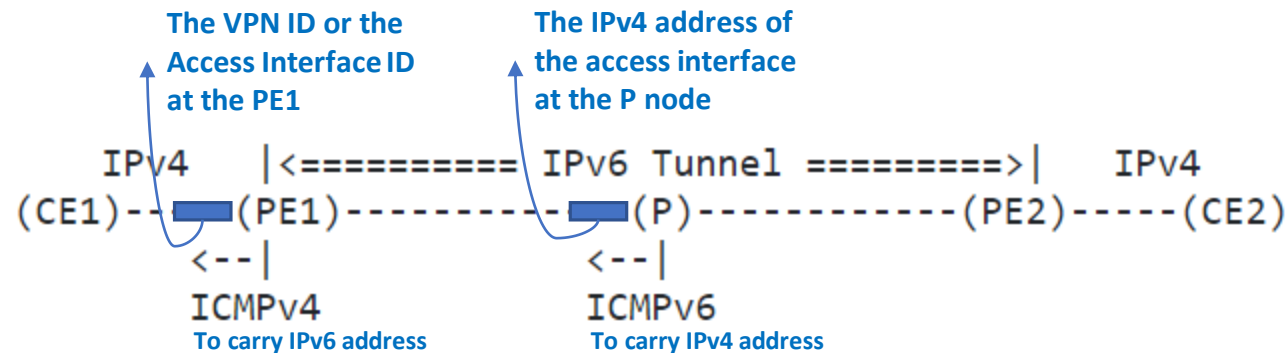 The VPN ID or the
Access Interface ID
at the PE1
The IPv4 address of
the access interface
at the P node
IPv4 |<========== IPv6 Tunnel =========>| IPv4
(CE1)-- (PE1)---------- (P)------------(PE2)-----(CE2)
<--| <--|
ICMPv4 ICMPv6
To carry IPv6 address To carry IPv4 address